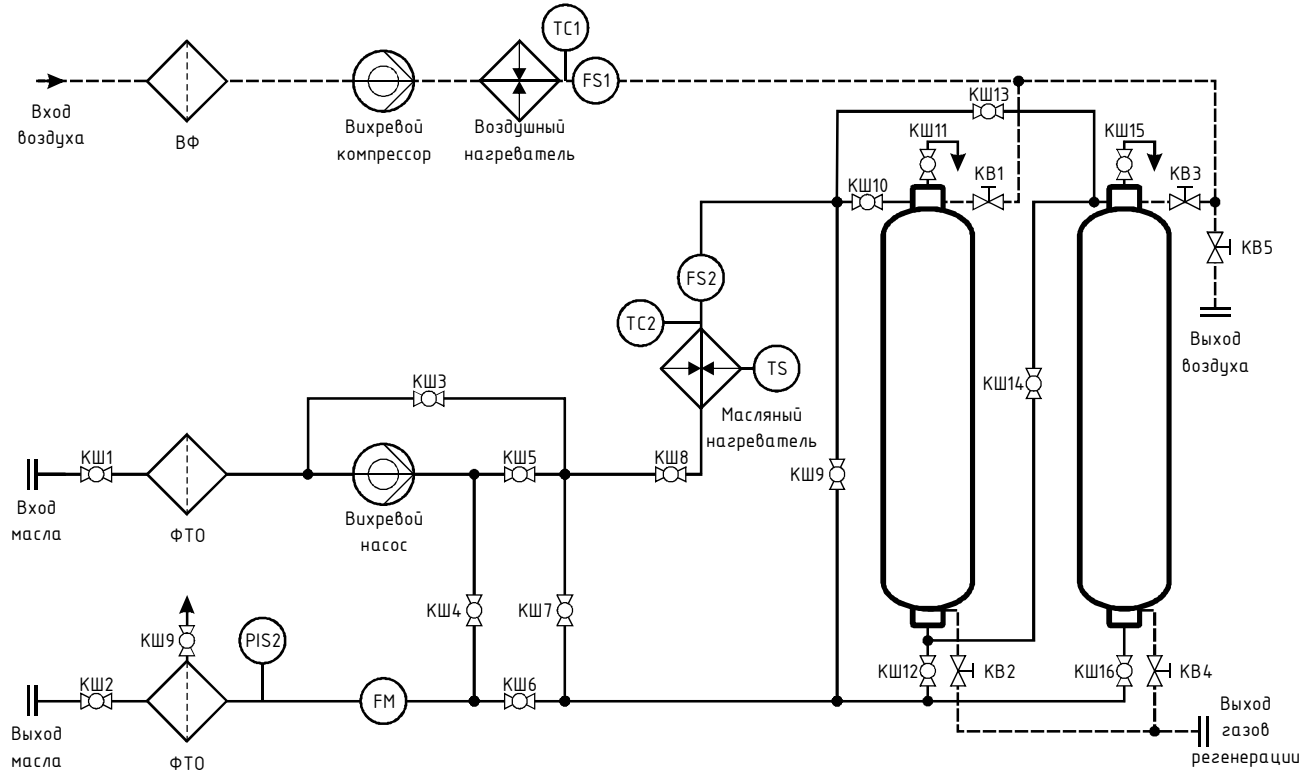 TC1
FS1
Вход
воздуха
ВФ
Вихревой
компрессор
Воздушный
нагреватель
КШ13
КШ11
КШ15
КВ1
КВ3
КШ10
КВ5
Выход
воздуха
FS2
TC2
TS
Масляный
нагреватель
КШ3
КШ14
КШ1
КШ5
КШ8
КШ9
Вход
масла
ФТО
Вихревой
насос
КШ4
КШ7
КШ9
PIS2
КШ12
КВ2
КШ16
КВ4
КШ2
FM
КШ6
Выход
масла
ФТО
Выход
газов
регенерации